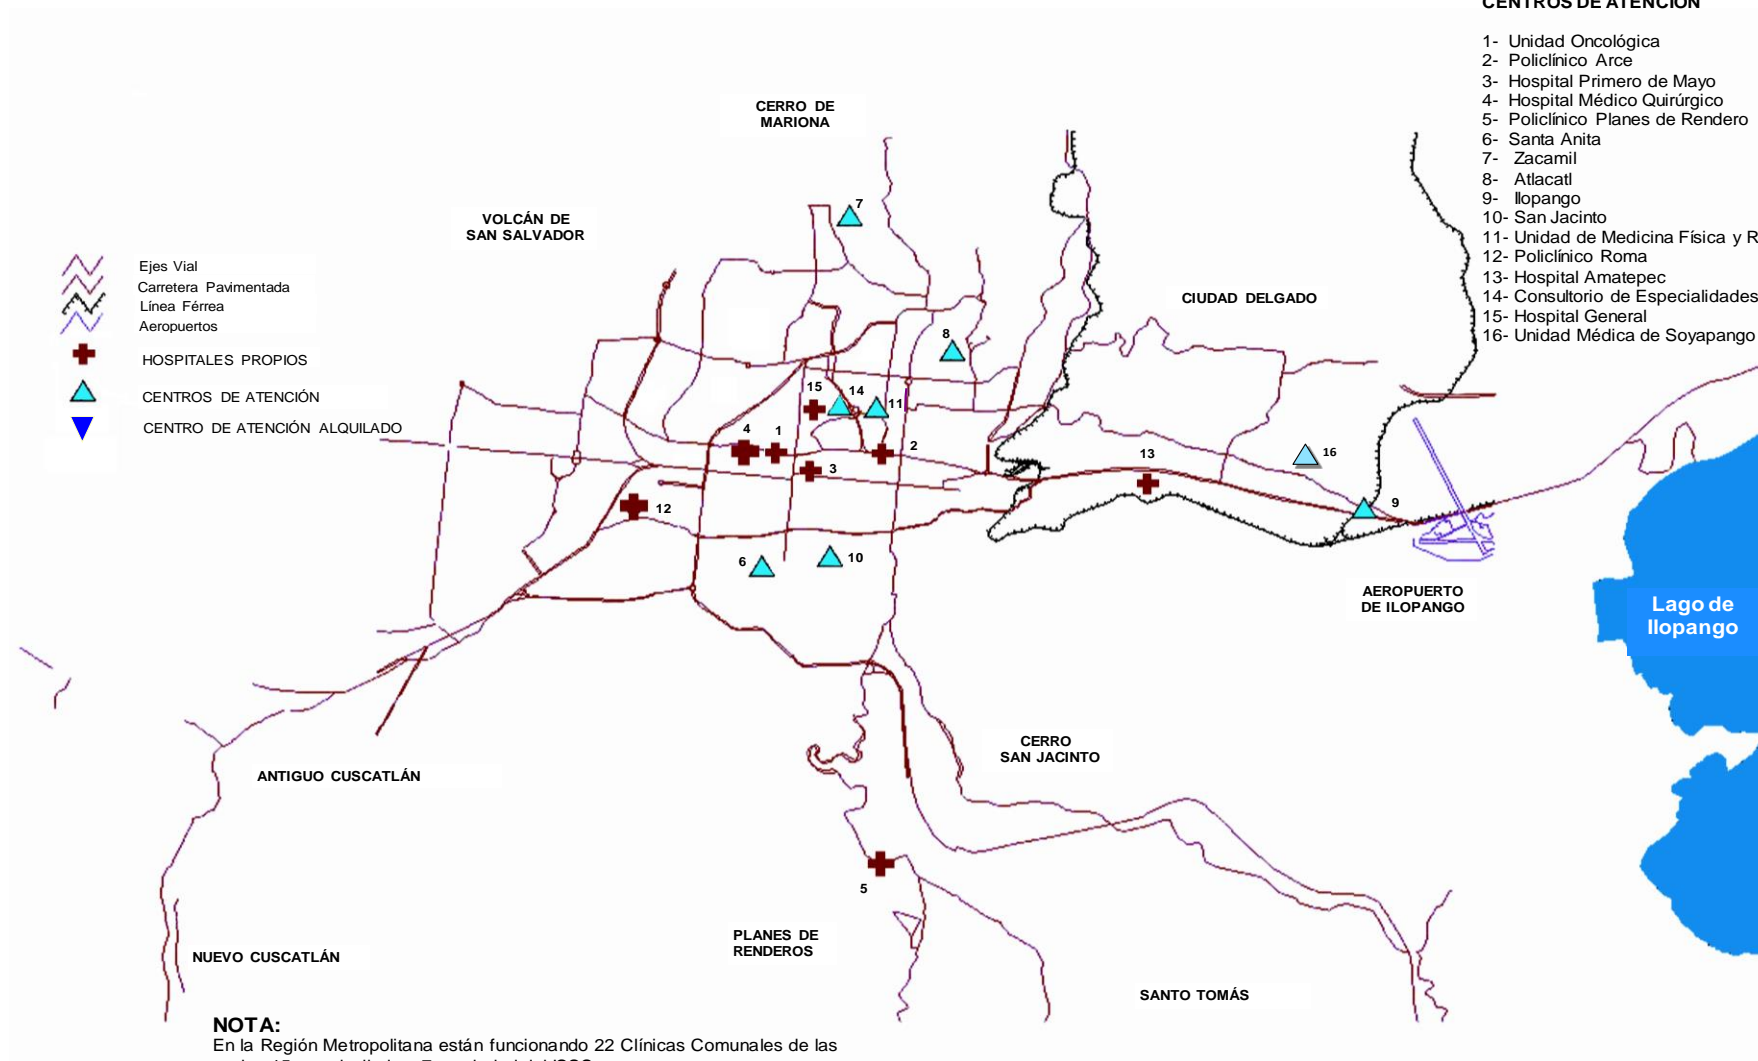 CENTROS DE ATENCIÓN
1- Unidad Oncológica
2- Policlínico Arce
3- Hospital Primero de Mayo
4- Hospital Médico Quirúrgico
5- Policlínico Planes de Rendero
6- Santa Anita
7- Zacamil
8- Atlacatl
9- Ilopango
10- San Jacinto
11- Unidad de Medicina Física y R
12- Policlínico Roma
13- Hospital Amatepec
14- Consultorio de Especialidades
15- Hospital General
16- Unidad Médica de Soyapango
CERRO DE
MARIONA
VOLCÁN DE
SAN SALVADOR
CIUDAD DELGADO
Ejes Vial
Carretera Pavimentada
Línea Férrea
Aeropuertos
HOSPITALES PROPIOS
CENTROS DE ATENCIÓN
CENTRO DE ATENCIÓN ALQUILADO
7
8
15
14
11
4
1
2
3
13
16
12
9
6
10
AEROPUERTO
DE ILOPANGO
Lago de
Ilopango
CERRO
SAN JACINTO
ANTIGUO CUSCATLÁN
5
PLANES DE
RENDEROS
NUEVO CUSCATLÁN
SANTO TOMÁS
NOTA:
En la Región Metropolitana están funcionando 22 Clínicas Comunales de las